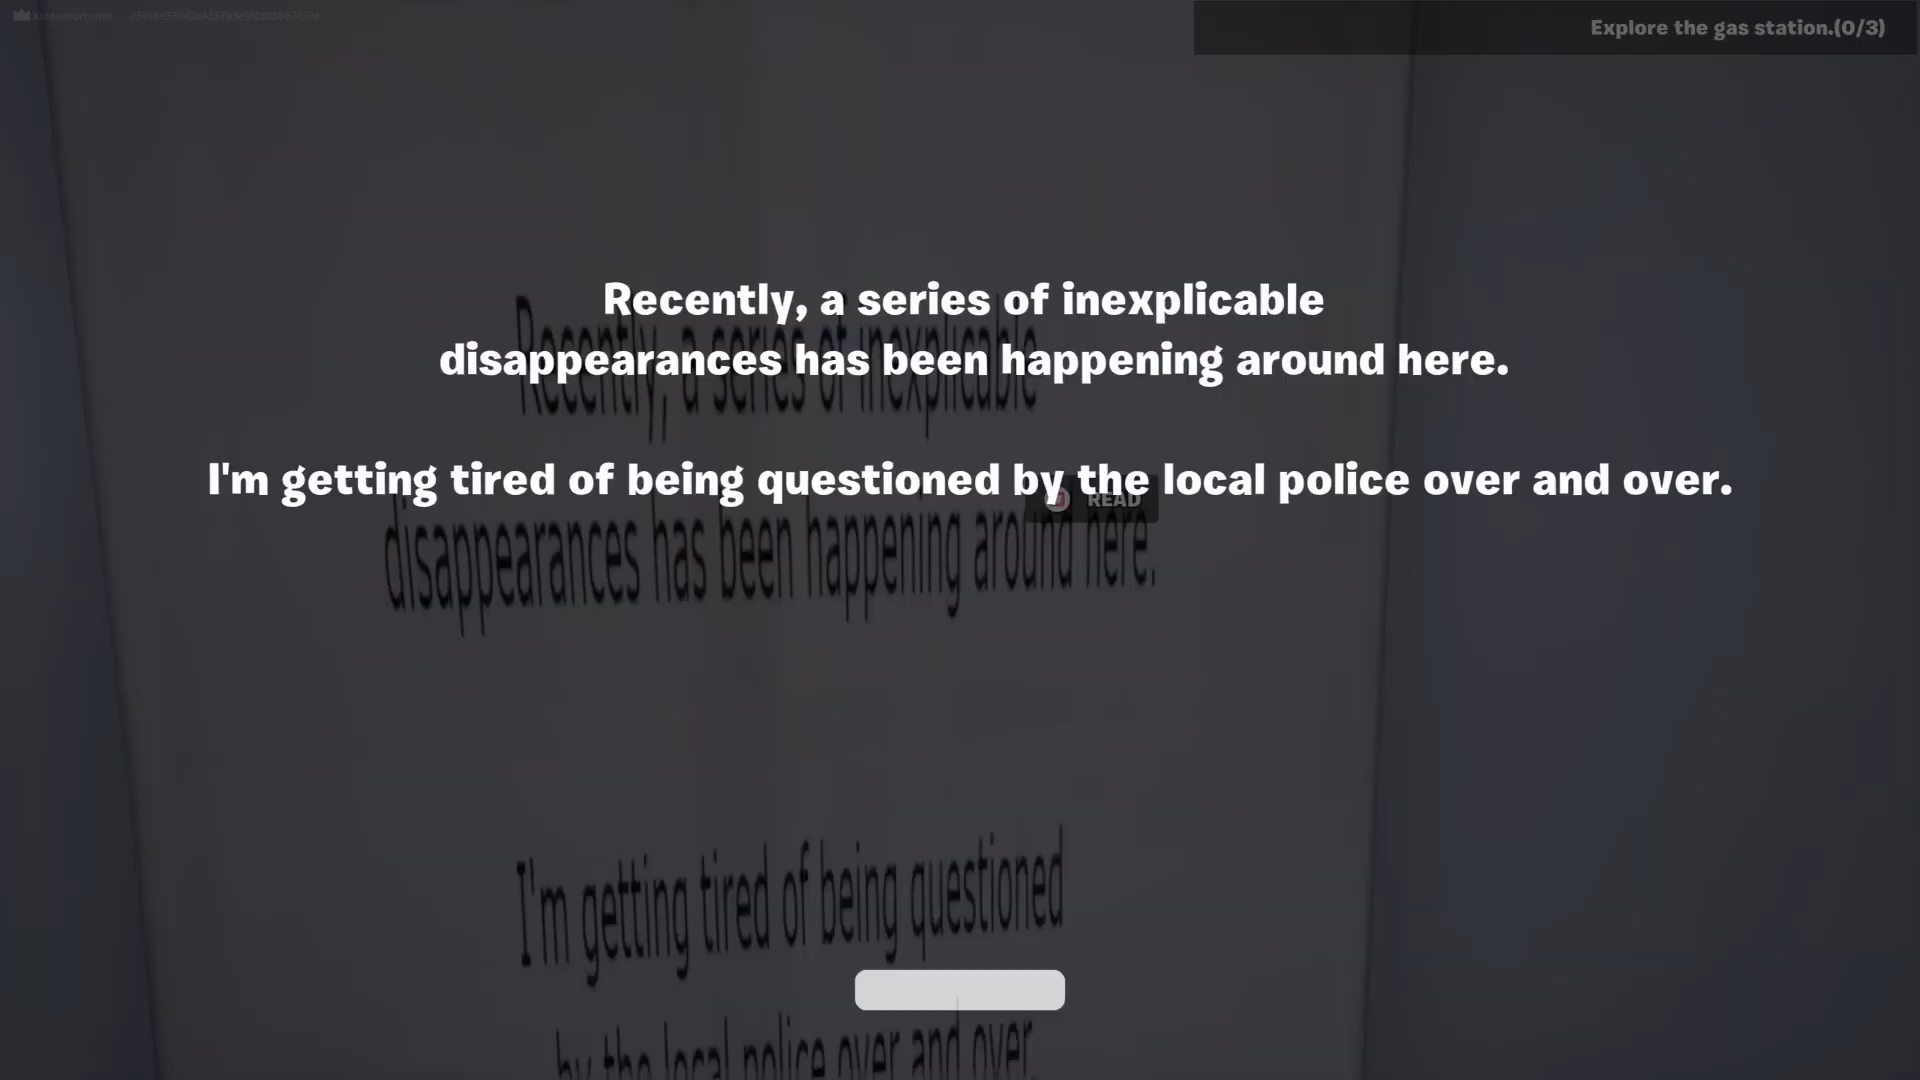 Explore the gas station.(0/3)
Recently, a series of inexplicable
disappearances has been happening around here.
I'm getting tired of being questioned by the local police over and over.
READ
Recently, a series of inexplicable
disappearances has been happening around here.
I'm getting tired of being questioned
by the local police over and over.